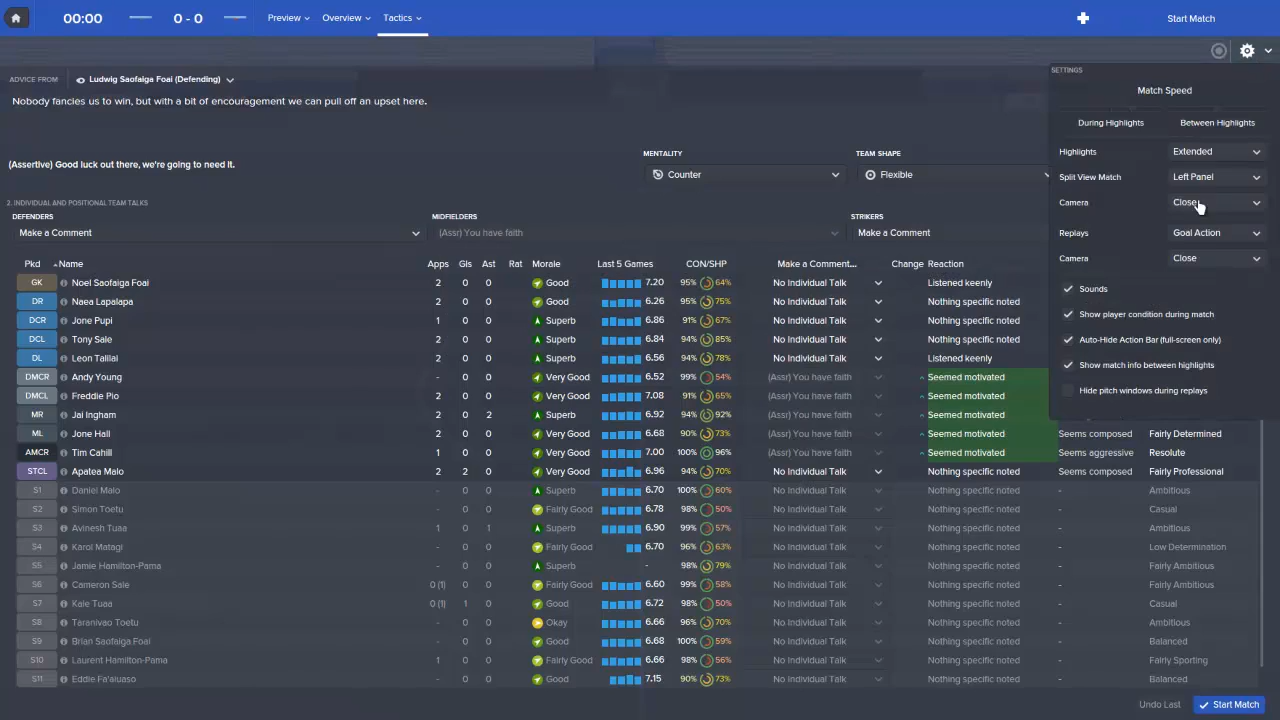 00:00 0 - 0 Preview Overview Tactics Start Match
SETTINGS
ADVICE FROM Ludwig Saofaiga Foai (Defending)
Match Speed
Nobody fancies us to win, but with a bit of encouragement we can pull off an upset here.
During Highlights Between Highlights
Highlights Extended
(Assertive) Good luck out there, we're going to need it.
MENTALITY TEAM SHAPE
Counter Flexible
Split View Match Left Panel
Camera Close
2. INDIVIDUAL AND POSITIONAL TEAM TALKS
DEFENDERS MIDFIELDERS STRIKERS
Make a Comment (Assr) You have faith Make a Comment
Replays Goal Action
Camera Close
Sounds
Show player condition during match
Auto-Hide Action Bar (full-screen only)
Show match info between highlights
Hide pitch windows during replays
Pkd Name Apps Gls Ast Rat Morale Last 5 Games CON/SHP Make a Comment... Change Reaction
GK Noel Saofaiga Foai 2 0 0 Good 7.20 95% 64% No Individual Talk Listened keenly
DR Naea Lapalapa 2 0 0 Good 6.26 95% 75% No Individual Talk Nothing specific noted
DCR Jone Pupi 1 0 0 Superb 6.86 91% 67% No Individual Talk Nothing specific noted
DCL Tony Sale 2 0 0 Superb 6.84 94% 85% No Individual Talk Nothing specific noted
DL Leon Talilai 2 0 0 Superb 6.56 94% 78% No Individual Talk Listened keenly
DMCR Andy Young - 0 0 Very Good 6.52 99% 54% (Assr) You have faith Seemed motivated
DMCL Freddie Pio 2 0 0 Very Good 7.08 91% 65% (Assr) You have faith Seemed motivated
MR Jai Ingham 2 0 2 Superb 6.92 94% 92% (Assr) You have faith Seemed motivated
ML Jone Hall 2 0 0 Very Good 6.68 90% 73% (Assr) You have faith Seemed motivated Seems composed Fairly Determined
AMCR Tim Cahill 1 0 0 Very Good 7.00 100% 96% (Assr) You have faith Seemed motivated Seems aggressive Resolute
STCL Apatea Malo 2 2 0 Very Good 6.96 94% 70% No Individual Talk Nothing specific noted Seems composed Fairly Professional
S1 Daniel Malo - 0 0 Superb 6.70 100% 60% No Individual Talk Nothing specific noted - Ambitious
S2 Simon Toetu - 0 0 Fairly Good 6.78 98% 50% No Individual Talk Nothing specific noted - Casual
S3 Avinesh Tuaa 1 0 1 Superb 6.90 99% 57% No Individual Talk Nothing specific noted - Ambitious
S4 Karol Matagi - 0 0 Fairly Good 6.70 96% 63% No Individual Talk Nothing specific noted - Low Determination
S5 Jamie Hamilton-Pama - 0 0 Superb - 98% 79% No Individual Talk Nothing specific noted - Fairly Ambitious
S6 Cameron Sale 0 (1) 0 0 Fairly Good 6.60 99% 58% No Individual Talk Nothing specific noted - Fairly Ambitious
S7 Kale Tuaa 0 (1) 1 0 Good 6.72 98% 50% No Individual Talk Nothing specific noted - Casual
S8 Taranivao Toetu - 0 0 Okay 6.66 96% 70% No Individual Talk Nothing specific noted - Ambitious
S9 Brian Saofaiga Foai - 0 0 Good 6.68 100% 59% No Individual Talk Nothing specific noted - Balanced
S10 Laurent Hamilton-Pama 1 0 0 Fairly Good 6.66 98% 56% No Individual Talk Nothing specific noted - Fairly Sporting
S11 Eddie Fa'aiuaso - 0 0 Good 7.15 90% 73% No Individual Talk Nothing specific noted - Balanced
Undo Last Start Match